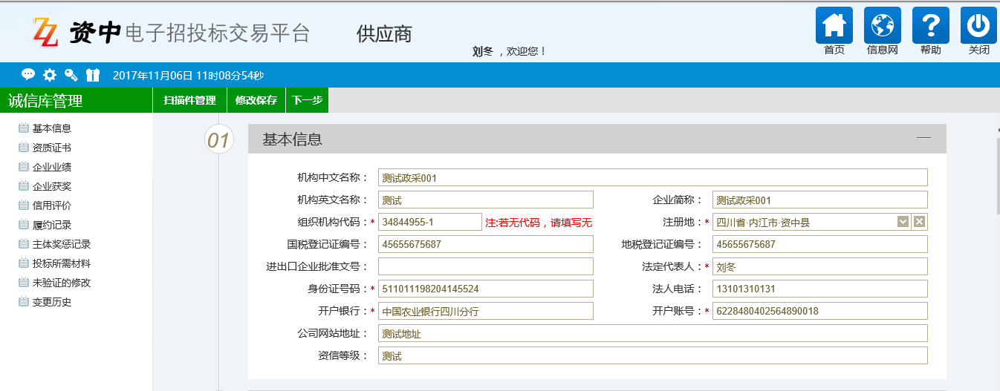 ZZ 资中电子招投标交易平台 供应商
刘冬 ，欢迎您！
首页 信息网 帮助 关闭
2017年11月06日 11时08分54秒
诚信库管理 扫描件管理 修改保存 下一步
基本信息
资质证书
企业业绩
企业获奖
信用评价
履约记录
主体奖惩记录
投标所需材料
未验证的修改
变更历史
01 基本信息
机构中文名称： 测试政采001
机构英文名称： 测试 企业简称： 测试政采001
组织机构代码：* 34844955-1 注:若无代码，请填写无 注册地：* 四川省·内江市·资中县
国税登记证编号： 45655675687 地税登记证编号： 45655675687
进出口企业批准文号： 法定代表人：* 刘冬
身份证号码：* 511011198204145524 法人电话： 13101310131
开户银行：* 中国农业银行四川分行 开户账号：* 6228480402564890018
公司网站地址： 测试地址
资信等级： 测试